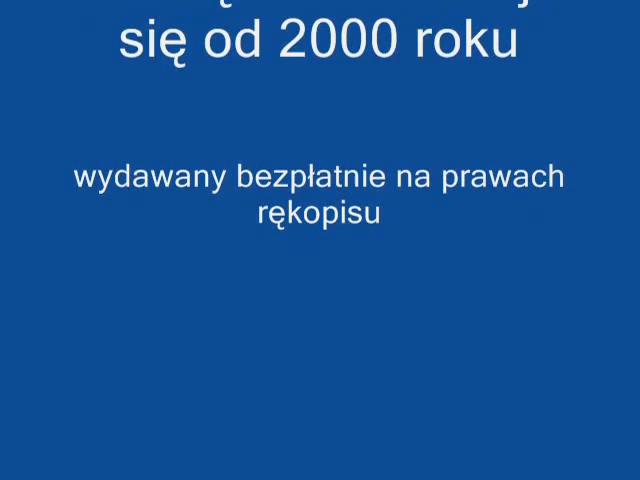 się od 2000 roku
wydawany bezpłatnie na prawach
rękopisu